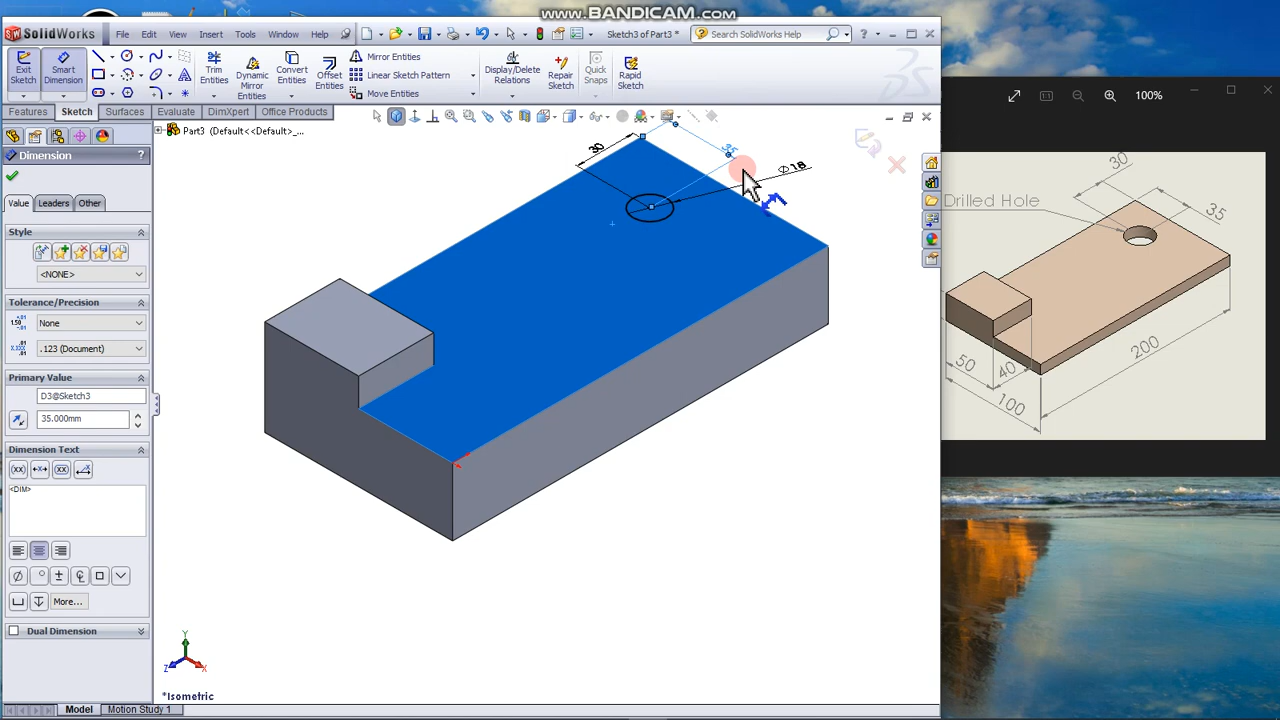 www.BANDICAM.com
SolidWorks File Edit View Insert Tools Window Help Sketch3 of Part3 * Search SolidWorks Help
100%
Exit Sketch
Smart Dimension
Trim Entities
Dynamic Mirror Entities
Convert Entities
Offset Entities
Mirror Entities
Linear Sketch Pattern
Move Entities
Display/Delete Relations
Repair Sketch
Quick Snaps
Rapid Sketch
Features Sketch Surfaces Evaluate DimXpert Office Products
Part3 (Default<<Default>_...
Dimension ?
Value Leaders Other
Style
<NONE>
Tolerance/Precision
1.50 None
.123 (Document)
Primary Value
D3@Sketch3
35.000mm
Dimension Text
(xx) xx (xx)
<DIM>
More...
Dual Dimension
30
35
Ø18
Y
Z X
*Isometric
Model Motion Study 1
30
Drilled Hole
35
200
50
40
100